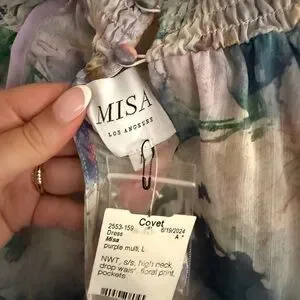 MISA
LOS ANGELES
Covet
2553-159
6/19/2024
Dress
Misa
purple multi, L
NWT, s/s, high neck,
drop waist, floral print,
pockets